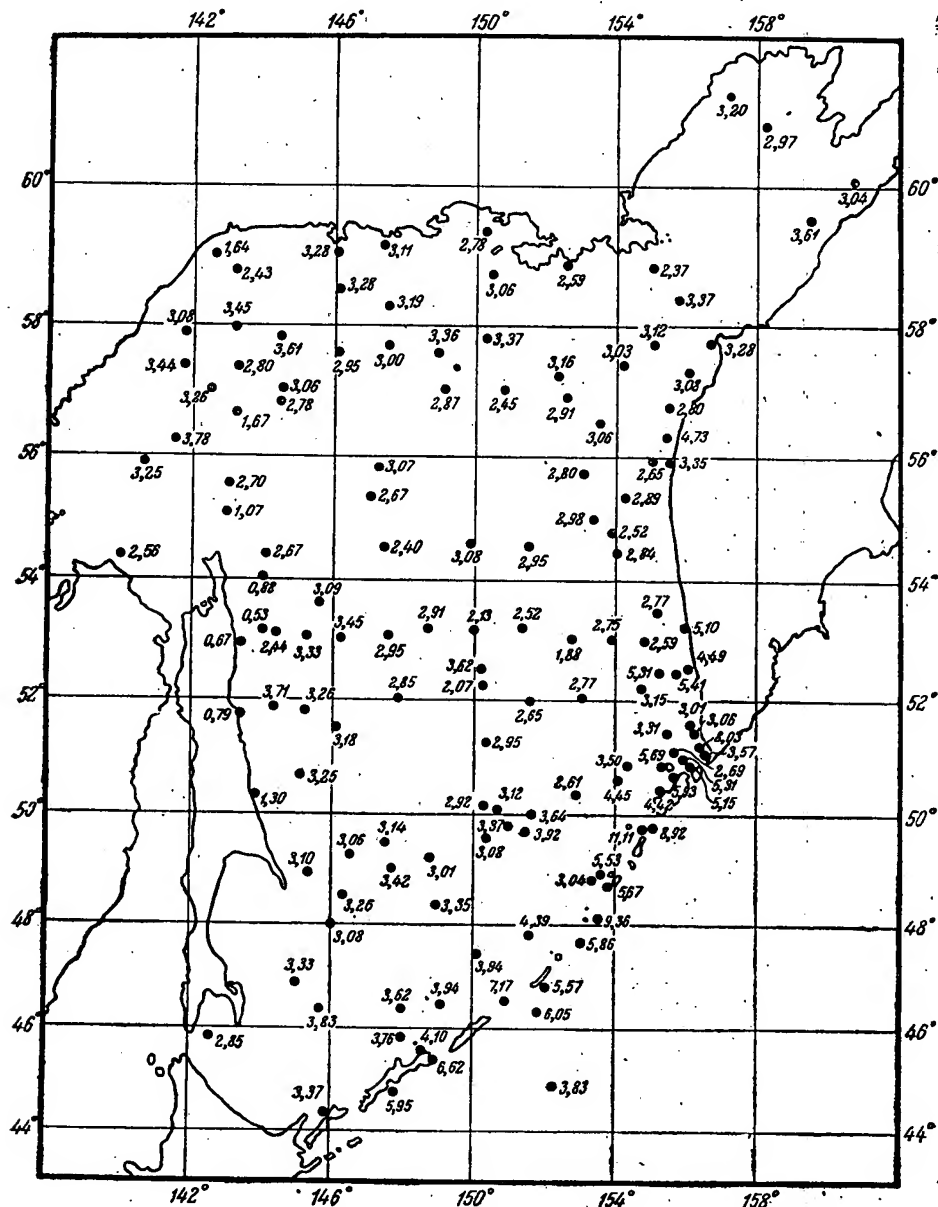 142° 146° 150° 154° 158°
3,20
2,97
60° 60°
3,04
3,61
1,64 3,28 3,11 2,78
2,43 3,06 2,59 2,37
3,28
3,19 3,37
3,08 3,45
58° 58°
3,61 3,36 3,37 3,12
3,44 2,80 2,95 3,00 3,03 3,28
3,16
3,26 3,06 3,08
2,78 2,87 2,45 2,91
1,67 2,80
3,78 3,06 4,73
56° 56°
3,25 3,07 2,65 3,35
2,70 2,80
2,67 2,89
1,07 2,98
2,52
2,56 2,67 2,40 3,08 2,95 2,84
54° 54°
0,88 3,09
2,77
0,53 3,45 2,91 2,13 2,52 2,75 5,10
0,67 2,44 3,33 2,95 1,88 2,59
3,62 4,49
5,31 5,41
3,71 3,26 2,85 2,07 2,77 3,15
52° 52°
0,79 2,65 3,01
3,18 3,31 3,06
2,95 8,03
3,57
3,25 3,50 5,69 2,69
2,61 5,31
1,30 4,45 4,42 5,93 5,15
2,92 3,12
50° 50°
3,64
3,37 3,92 11,11 8,92
3,14 3,08
3,06
3,10 3,42 3,01 5,53
3,04 5,67
3,26 3,35
48° 48°
3,08 4,39 9,36
5,86
3,94
3,33 7,17 5,57
3,62 3,94
3,83 6,05
46° 46°
2,85 3,76 4,10
6,62
3,83
3,37 5,95
44° 44°
142° 146° 150° 154° 158°